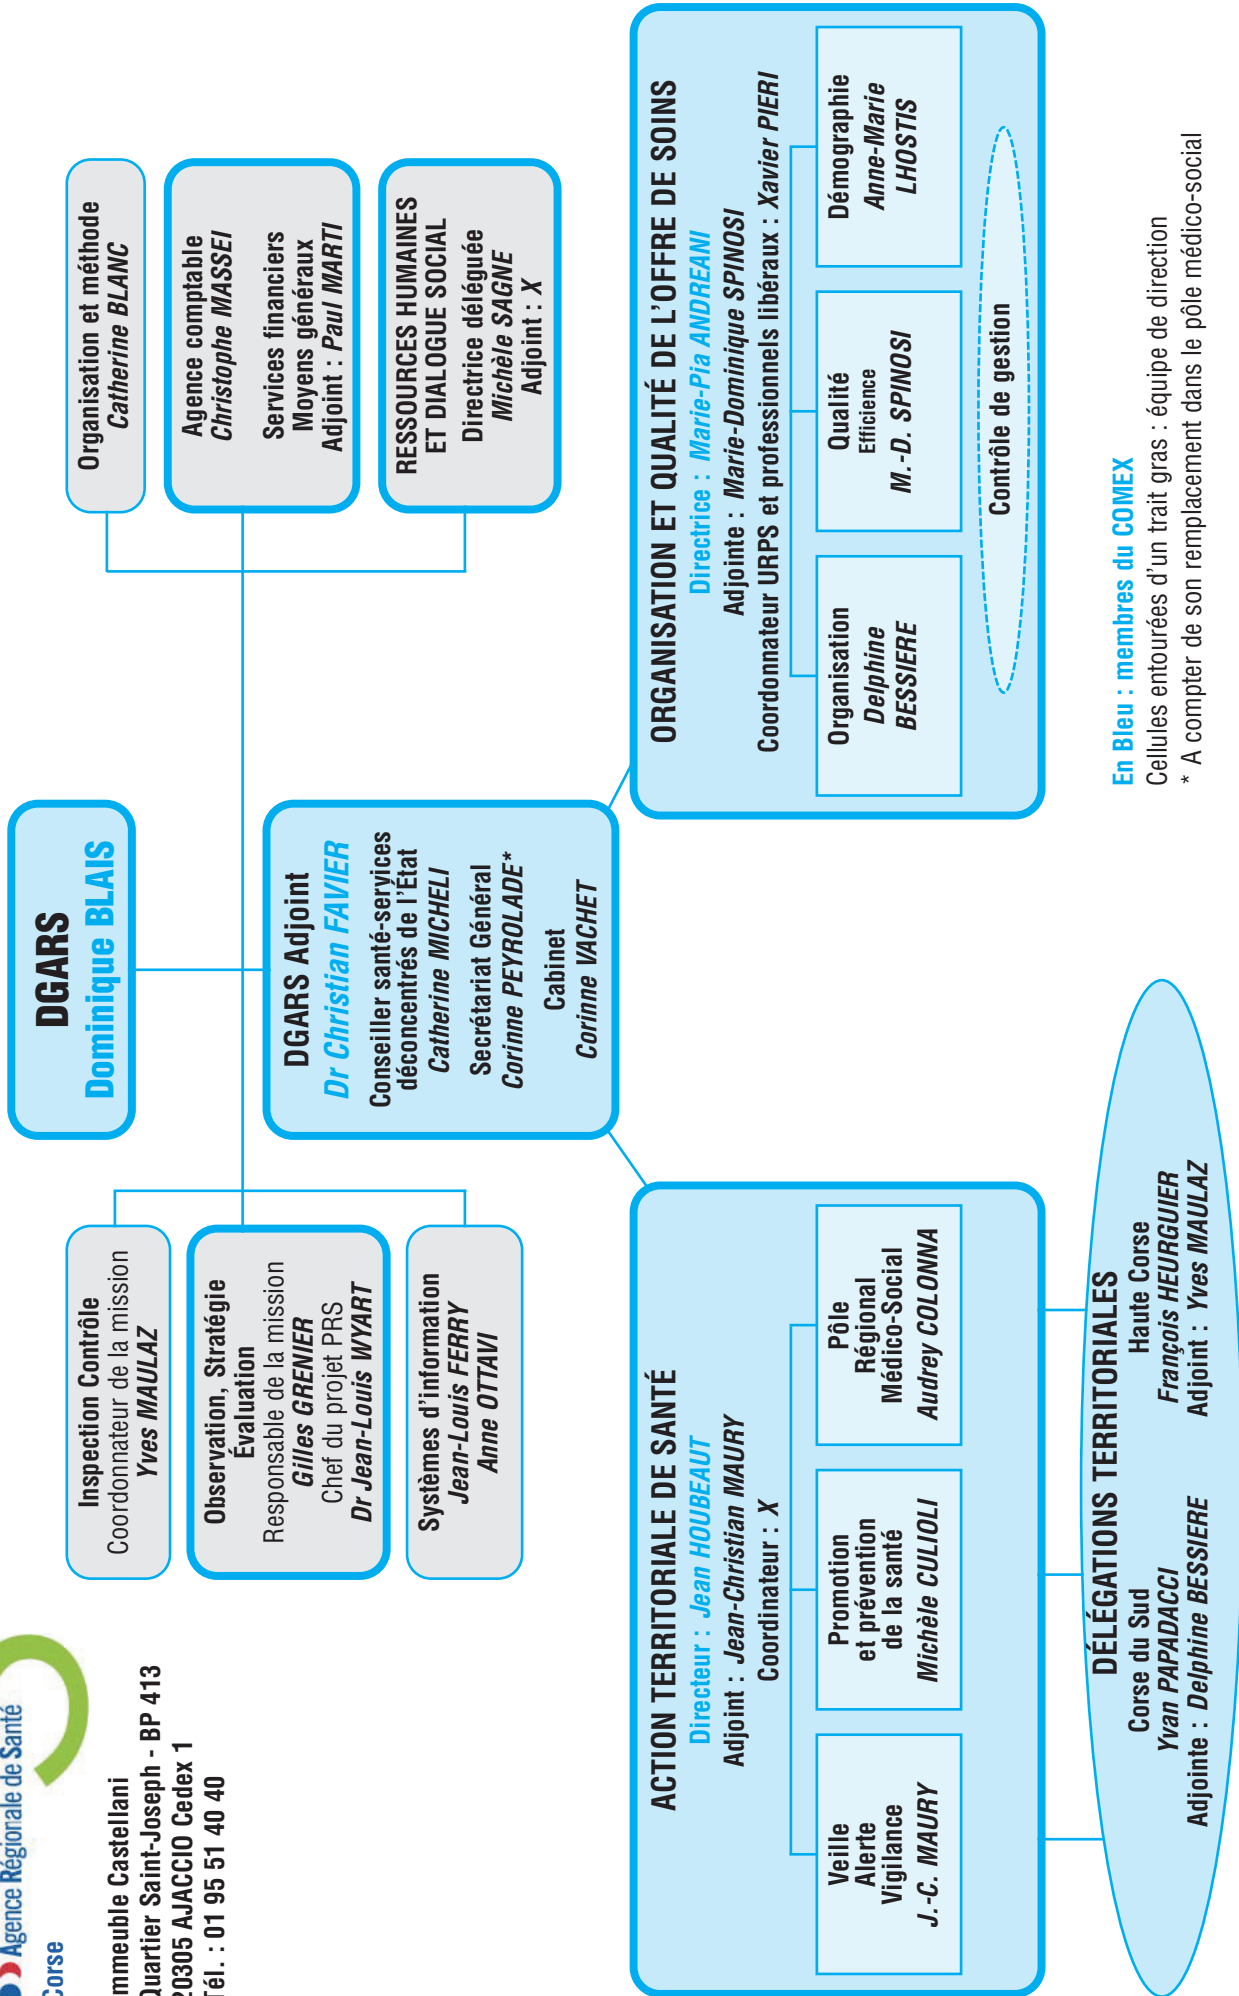 Agence Régionale de Santé
Corse
mmeuble Castellani
Quartier Saint-Joseph - BP 413
20305 AJACCIO Cedex 1
Tél. : 01 95 51 40 40
DGARS
Dominique BLAIS
Inspection Contrôle
Coordonnateur de la mission
Yves MAULAZ
Observation, Stratégie
Évaluation
Responsable de la mission
Gilles GRENIER
Chef du projet PRS
Dr Jean-Louis WYART
Systèmes d'information
Jean-Louis FERRY
Anne OTTAVI
DGARS Adjoint
Dr Christian FAVIER
Conseiller santé-services
déconcentrés de l'État
Catherine MICHELI
Secrétariat Général
Corinne PEYROLADE*
Cabinet
Corinne VACHET
Organisation et méthode
Catherine BLANC
Agence comptable
Christophe MASSEI
Services financiers
Moyens généraux
Adjoint : Paul MARTI
RESSOURCES HUMAINES
ET DIALOGUE SOCIAL
Directrice déléguée
Michèle SAGNE
Adjoint : X
ACTION TERRITORIALE DE SANTÉ
Directeur : Jean HOUBEAUT
Adjoint : Jean-Christian MAURY
Coordinateur : X
Veille
Alerte
Vigilance
J.-C. MAURY
Promotion
et prévention
de la santé
Michèle CULIOLI
Pôle
Régional
Médico-Social
Audrey COLONNA
ORGANISATION ET QUALITÉ DE L'OFFRE DE SOINS
Directrice : Marie-Pia ANDREANI
Adjointe : Marie-Dominique SPINOSI
Coordonnateur URPS et professionnels libéraux : Xavier PIERI
Organisation
Delphine
BESSIERE
Qualité
Efficience
M.-D. SPINOSI
Démographie
Anne-Marie
LHOSTIS
Contrôle de gestion
DÉLÉGATIONS TERRITORIALES
Corse du Sud
Yvan PAPADACCI
Adjointe : Delphine BESSIERE
Haute Corse
François HEURGUIER
Adjoint : Yves MAULAZ
En Bleu : membres du COMEX
Cellules entourées d'un trait gras : équipe de direction
* A compter de son remplacement dans le pôle médico-social